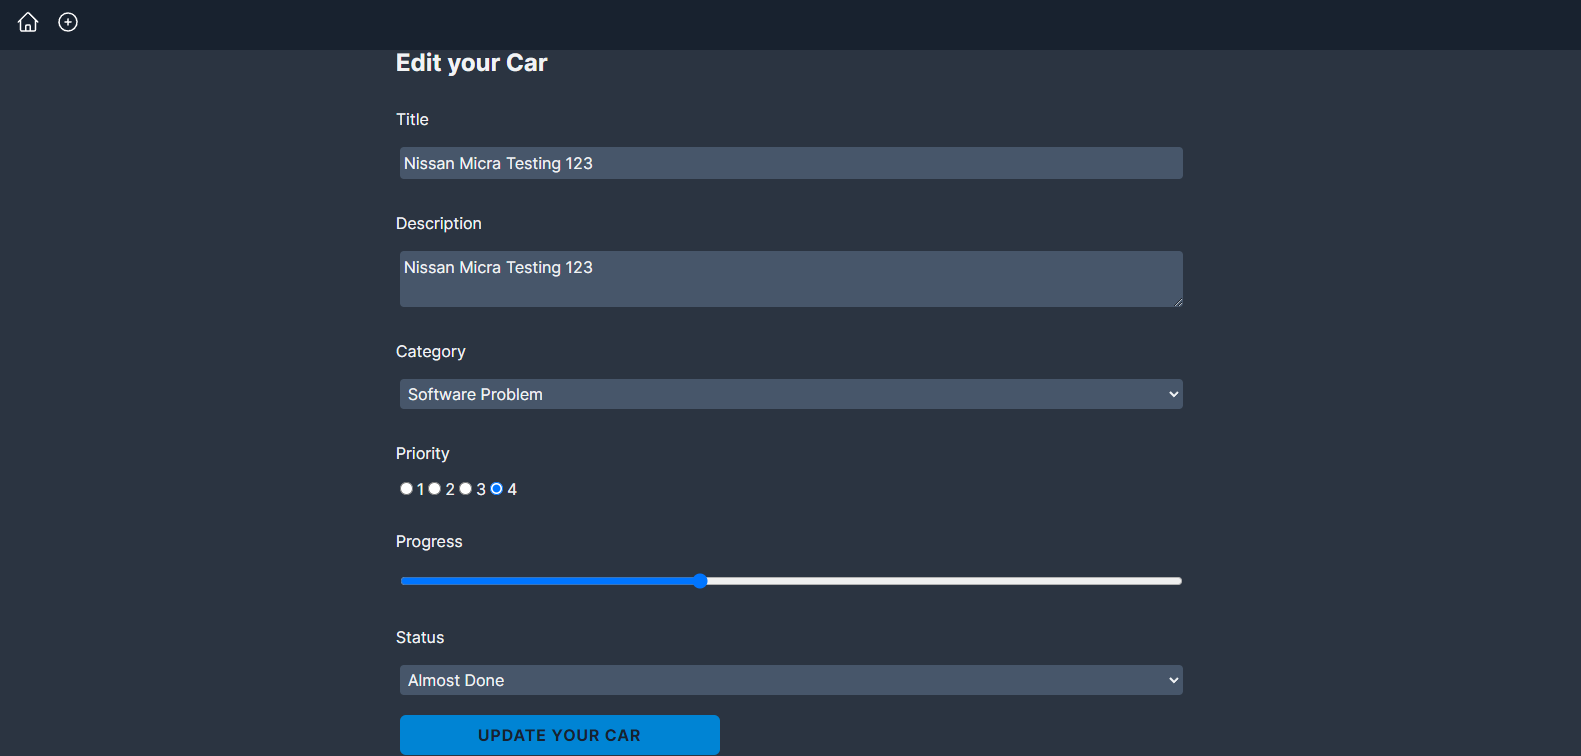 Edit your Car
Title
Nissan Micra Testing 123
Description
Nissan Micra Testing 123
Category
Software Problem
Priority
1 2 3 4
Progress
Status
Almost Done
UPDATE YOUR CAR